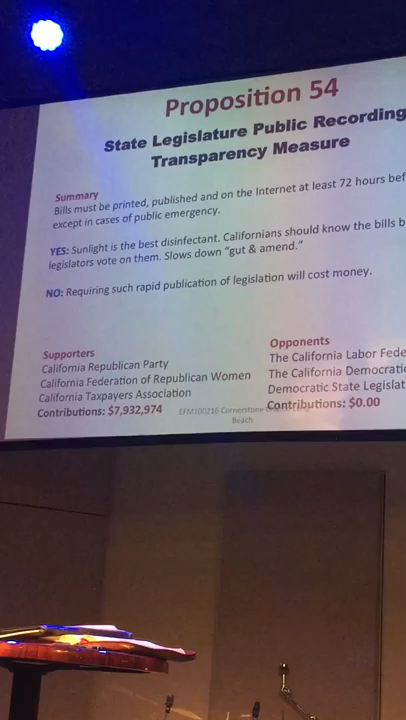 Proposition 54
State Legislature Public Recording
Transparency Measure
Summary
Bills must be printed, published and on the Internet at least 72 hours bef
except in cases of public emergency.
YES: Sunlight is the best disinfectant. Californians should know the bills b
legislators vote on them. Slows down “gut & amend.”
NO: Requiring such rapid publication of legislation will cost money.
Supporters
California Republican Party
California Federation of Republican Women
California Taxpayers Association
Contributions: $7,932,974
Opponents
The California Labor Fede
The California Democratic
Democratic State Legislat
Contributions: $0.00
CFM100216 Cornerstone
Beach